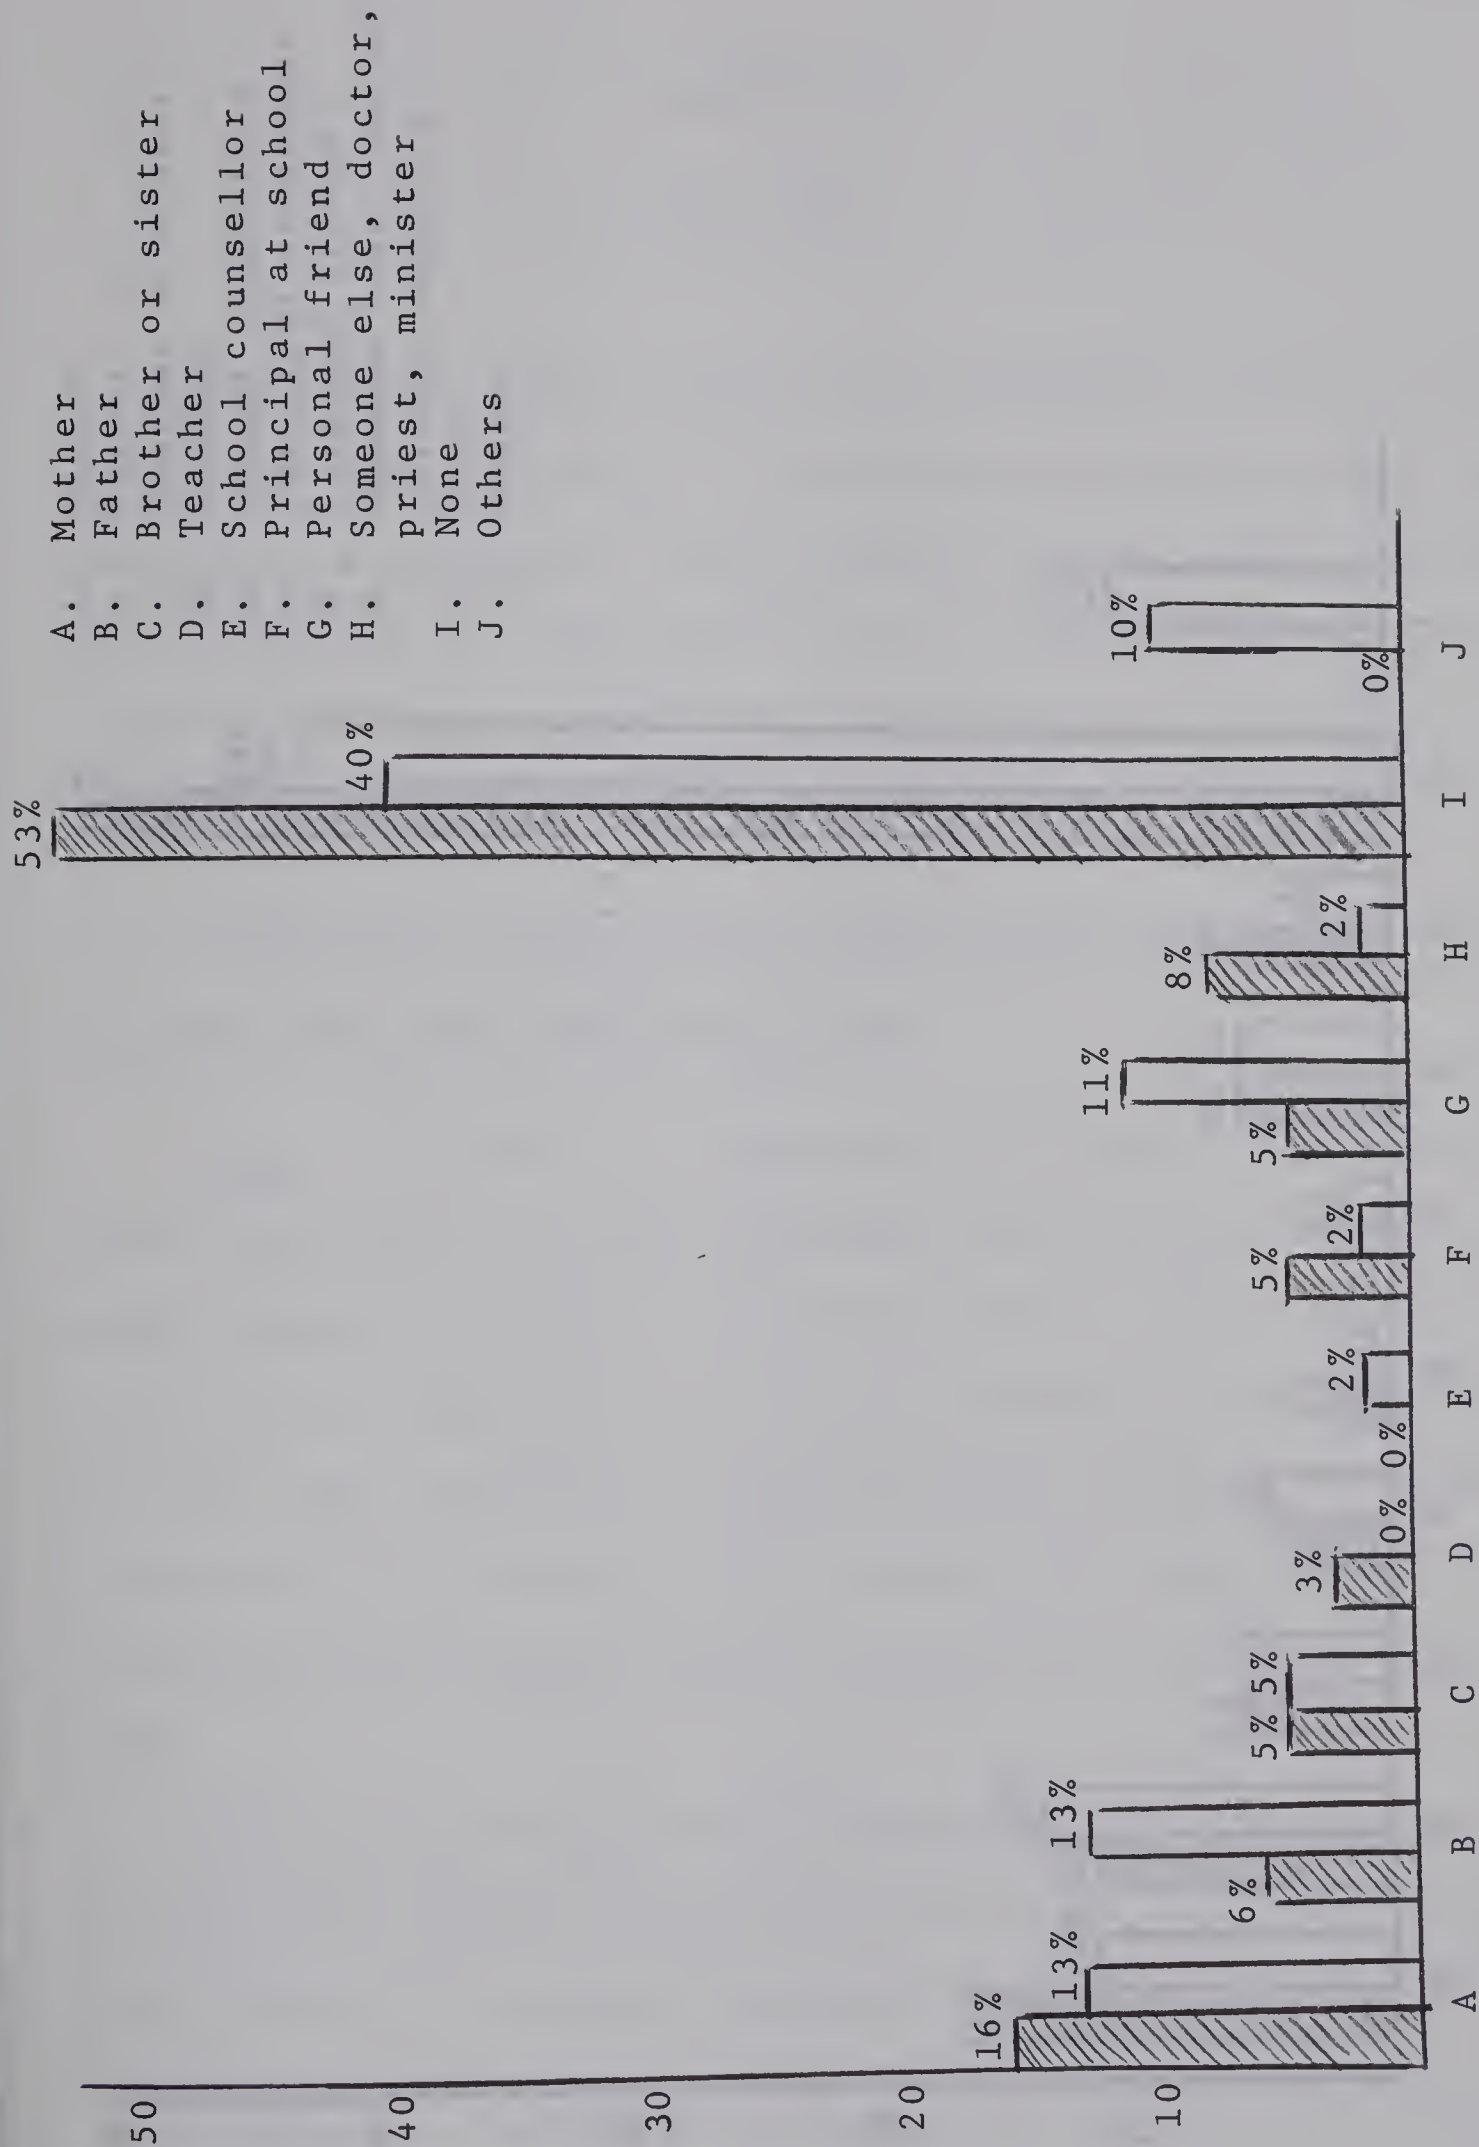 A. Mother
B. Father
C. Brother or sister
D. Teacher
E. School counsellor
F. Principal at school
G. Personal friend
H. Someone else, doctor,
priest, minister
I. None
J. Others
50
40
30
20
10
16%
13%
6%
13%
5%
5%
3%
0%
0%
2%
5%
2%
5%
11%
8%
2%
53%
40%
0%
10%
A
B
C
D
E
F
G
H
I
J